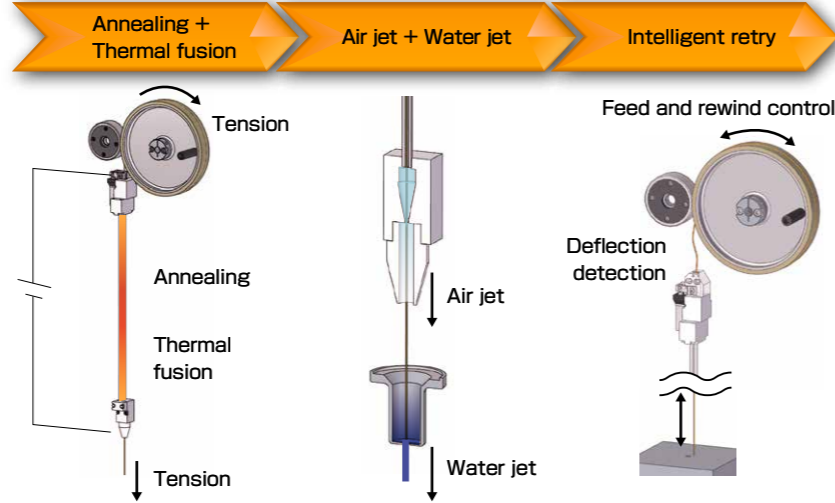 Annealing +
Thermal fusion
Air jet + Water jet
Intelligent retry
Tension
Annealing
Thermal
fusion
Tension
Air jet
Water jet
Feed and rewind control
Deflection
detection